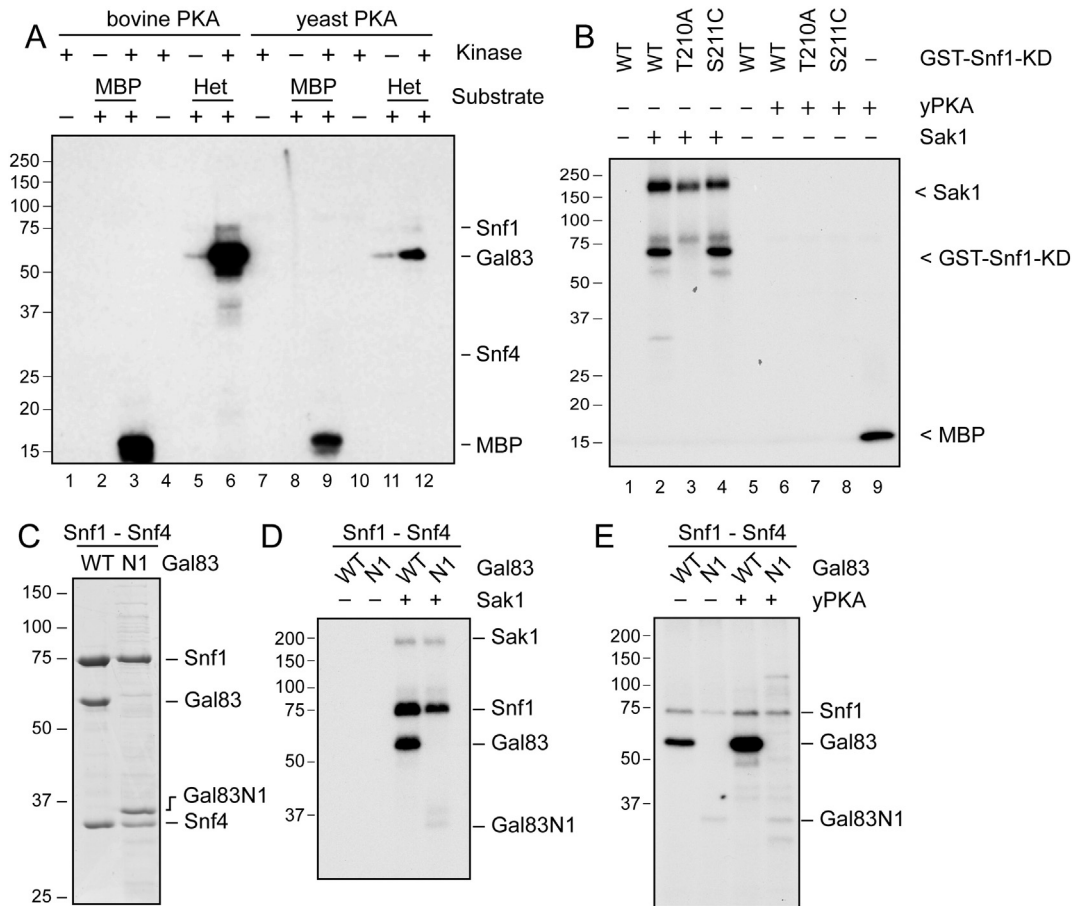 A
bovine PKA yeast PKA
+ – + + – + + – + + – + Kinase
MBP Het MBP Het Substrate
– + + – + + – + + – + +
250
150
100
75
50
37
25
20
15
Snf1
Gal83
Snf4
MBP
1 2 3 4 5 6 7 8 9 10 11 12
B
WT WT T210A S211C WT WT T210A S211C – GST-Snf1-KD
– – + + + + + yPKA
– + + + – Sak1
250
150
100
75
50
37
25
20
15
< Sak1
< GST-Snf1-KD
< MBP
1 2 3 4 5 6 7 8 9
C
Snf1 - Snf4
WT N1 Gal83
150
100
75
50
37
25
Snf1
Gal83
Gal83N1
Snf4
D
Snf1 - Snf4
WT N1 WT N1 Gal83
– – + + Sak1
200
150
100
75
50
37
Sak1
Snf1
Gal83
Gal83N1
E
Snf1 - Snf4
WT N1 WT N1 Gal83
– – + + yPKA
200
150
100
75
50
37
Snf1
Gal83
Gal83N1